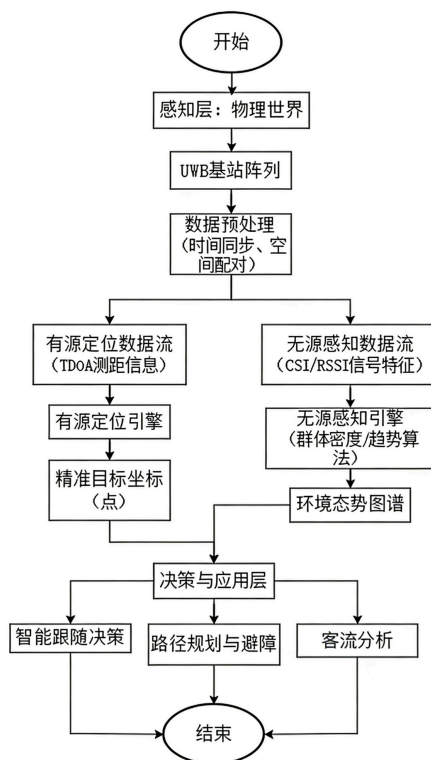 开始
感知层：物理世界
UWB基站阵列
数据预处理
（时间同步、空
间配对）
有源定位数据流
（TDOA测距信息）
无源感知数据流
（CSI/RSSI信号特征）
有源定位引擎
无源感知引擎
（群体密度/趋势算
法）
精准目标坐标
（点）
环境态势图谱
决策与应用层
智能跟随决策
路径规划与避障
客流分析
结束